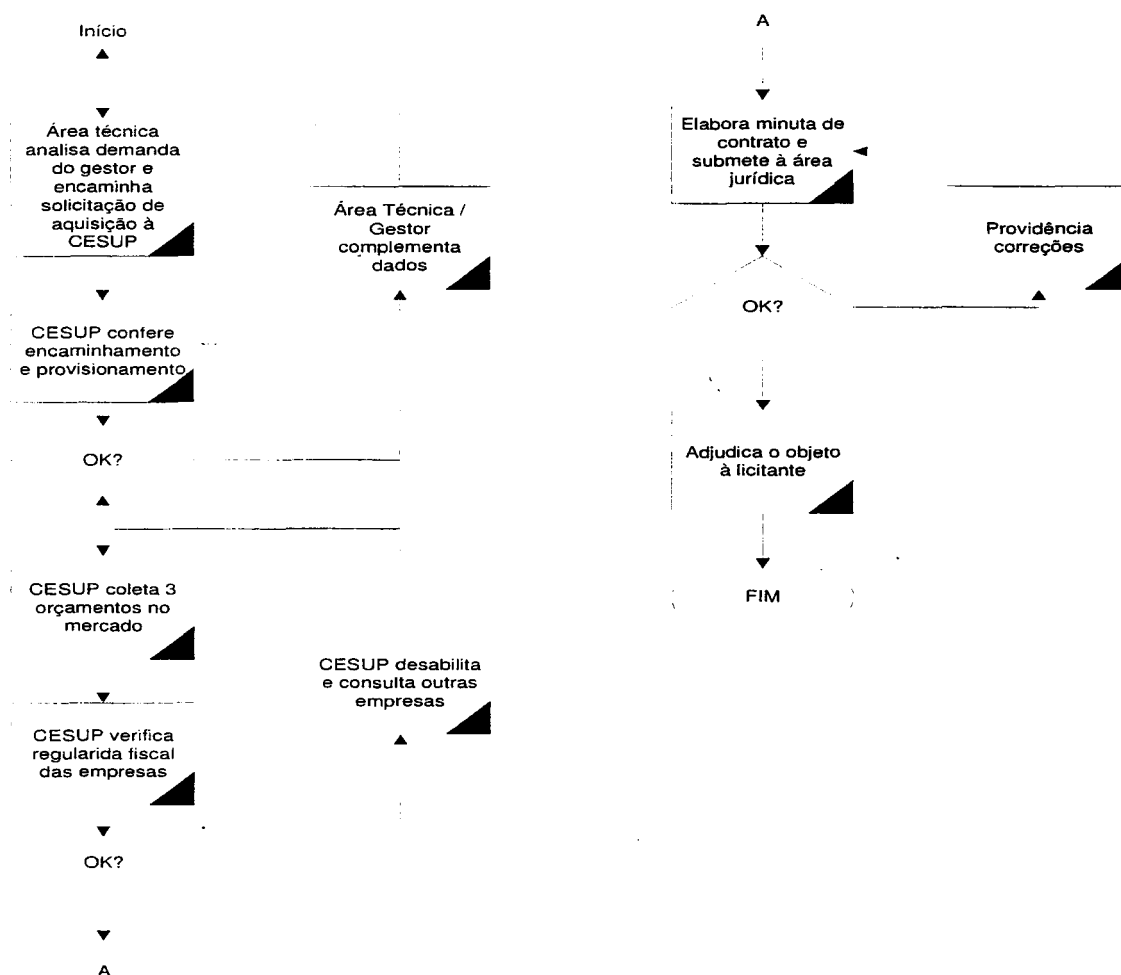 Início
Área técnica
analisa demanda
do gestor e
encaminha
solicitação de
aquisição à
CESUP
Área Técnica /
Gestor
complementa
dados
CESUP confere
encaminhamento
e provisionamento
OK?
CESUP coleta 3
orçamentos no
mercado
CESUP desabilita
e consulta outras
empresas
CESUP verifica
regularida fiscal
das empresas
OK?
A
A
Elabora minuta de
contrato e
submete à área
jurídica
Providência
correções
OK?
Adjudica o objeto
à licitante
FIM